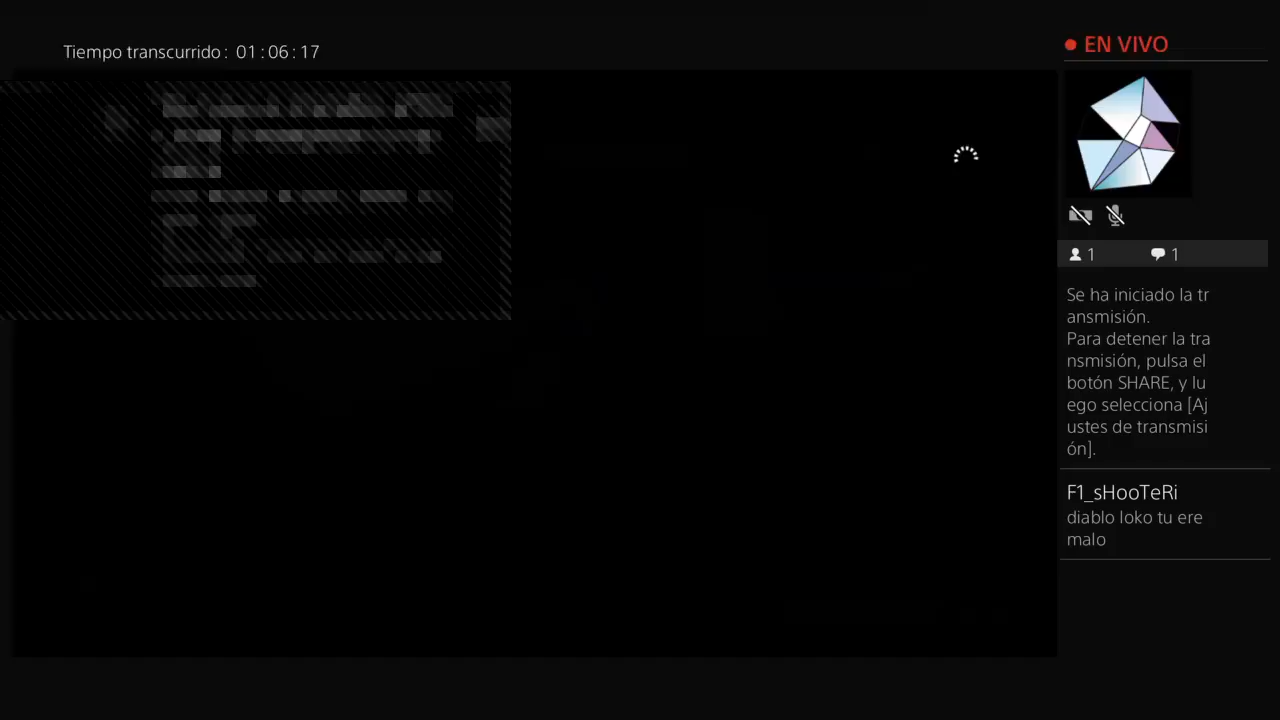 Tiempo transcurrido: 01:06:17
EN VIVO
1 1
Se ha iniciado la tr
ansmisión.
Para detener la tra
nsmisión, pulsa el
botón SHARE, y lu
ego selecciona [Aj
ustes de transmisi
ón].
F1_sHooTeRi
diablo loko tu ere
malo